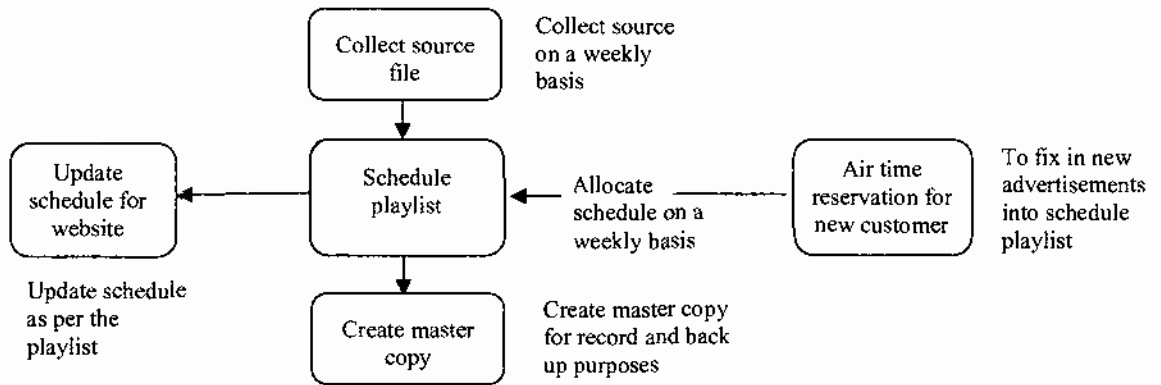 Collect source
file
Collect source
on a weekly
basis
Update
schedule for
website
Schedule
playlist
Allocate
schedule on a
weekly basis
Air time
reservation for
new customer
To fix in new
advertisements
into schedule
playlist
Update schedule
as per the
playlist
Create master
copy
Create master copy
for record and back
up purposes